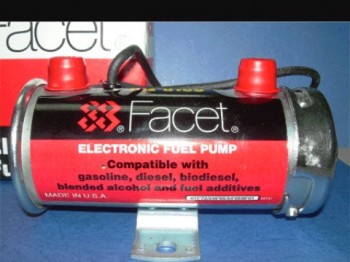 Facet
Facet®
ELECTRONIC FUEL PUMP
Compatible with
gasoline, diesel, biodiesel,
blended alcohol and fuel additives
MADE IN U.S.A.